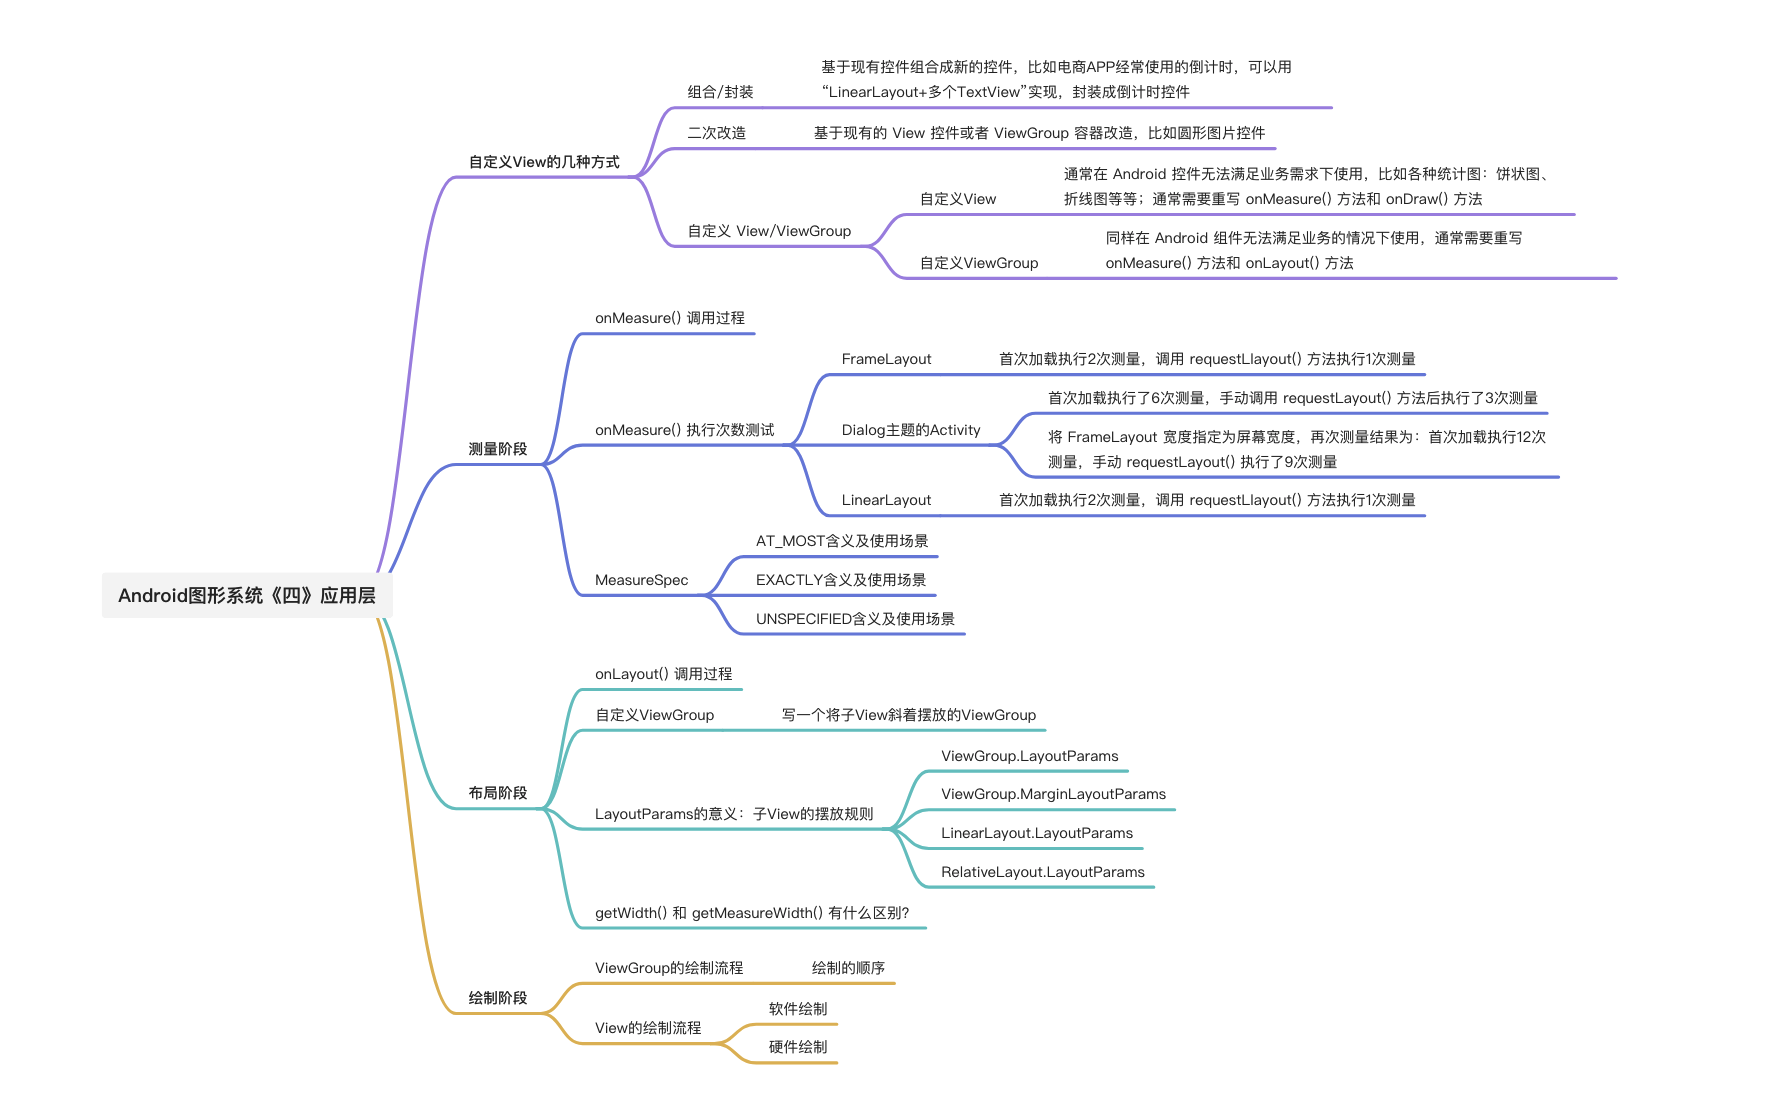 基于现有控件组合成新的控件，比如电商APP经常使用的倒计时，可以用
组合/封装
“LinearLayout+多个TextView”实现，封装成倒计时控件
二次改造
基于现有的 View 控件或者 ViewGroup 容器改造，比如圆形图片控件
自定义View的几种方式
通常在 Android 控件无法满足业务需求下使用，比如各种统计图：饼状图、
自定义View
折线图等等；通常需要重写 onMeasure() 方法和 onDraw() 方法
自定义 View/ViewGroup
同样在 Android 组件无法满足业务的情况下使用，通常需要重写
自定义ViewGroup
onMeasure() 方法和 onLayout() 方法
onMeasure() 调用过程
FrameLayout
首次加载执行2次测量，调用 requestLlayout() 方法执行1次测量
首次加载执行了6次测量，手动调用 requestLayout() 方法后执行了3次测量
onMeasure() 执行次数测试
Dialog主题的Activity
测量阶段
将 FrameLayout 宽度指定为屏幕宽度，再次测量结果为：首次加载执行12次
测量，手动 requestLayout() 执行了9次测量
LinearLayout
首次加载执行2次测量，调用 requestLlayout() 方法执行1次测量
AT_MOST含义及使用场景
MeasureSpec
EXACTLY含义及使用场景
UNSPECIFIED含义及使用场景
Android图形系统《四》应用层
onLayout() 调用过程
自定义ViewGroup
写一个将子View斜着摆放的ViewGroup
布局阶段
ViewGroup.LayoutParams
ViewGroup.MarginLayoutParams
LayoutParams的意义：子View的摆放规则
LinearLayout.LayoutParams
RelativeLayout.LayoutParams
getWidth() 和 getMeasureWidth() 有什么区别?
ViewGroup的绘制流程
绘制的顺序
绘制阶段
软件绘制
View的绘制流程
硬件绘制